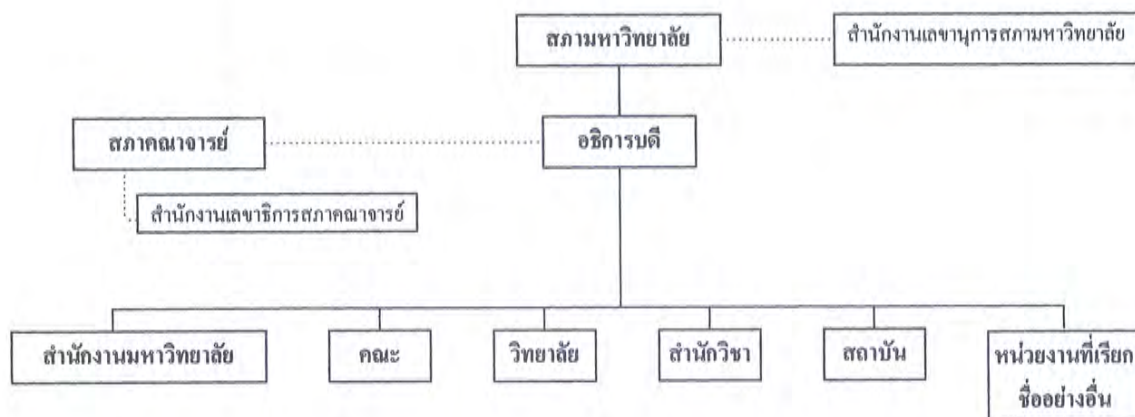 สภามหาวิทยาลัย
สำนักงานเลขานุการสภามหาวิทยาลัย
สภาคณาจารย์
อธิการบดี
สำนักงานเลขาธิการสภาคณาจารย์
สำนักงานมหาวิทยาลัย
คณะ
วิทยาลัย
สำนักวิชา
สถาบัน
หน่วยงานที่เรียก
ชื่ออย่างอื่น